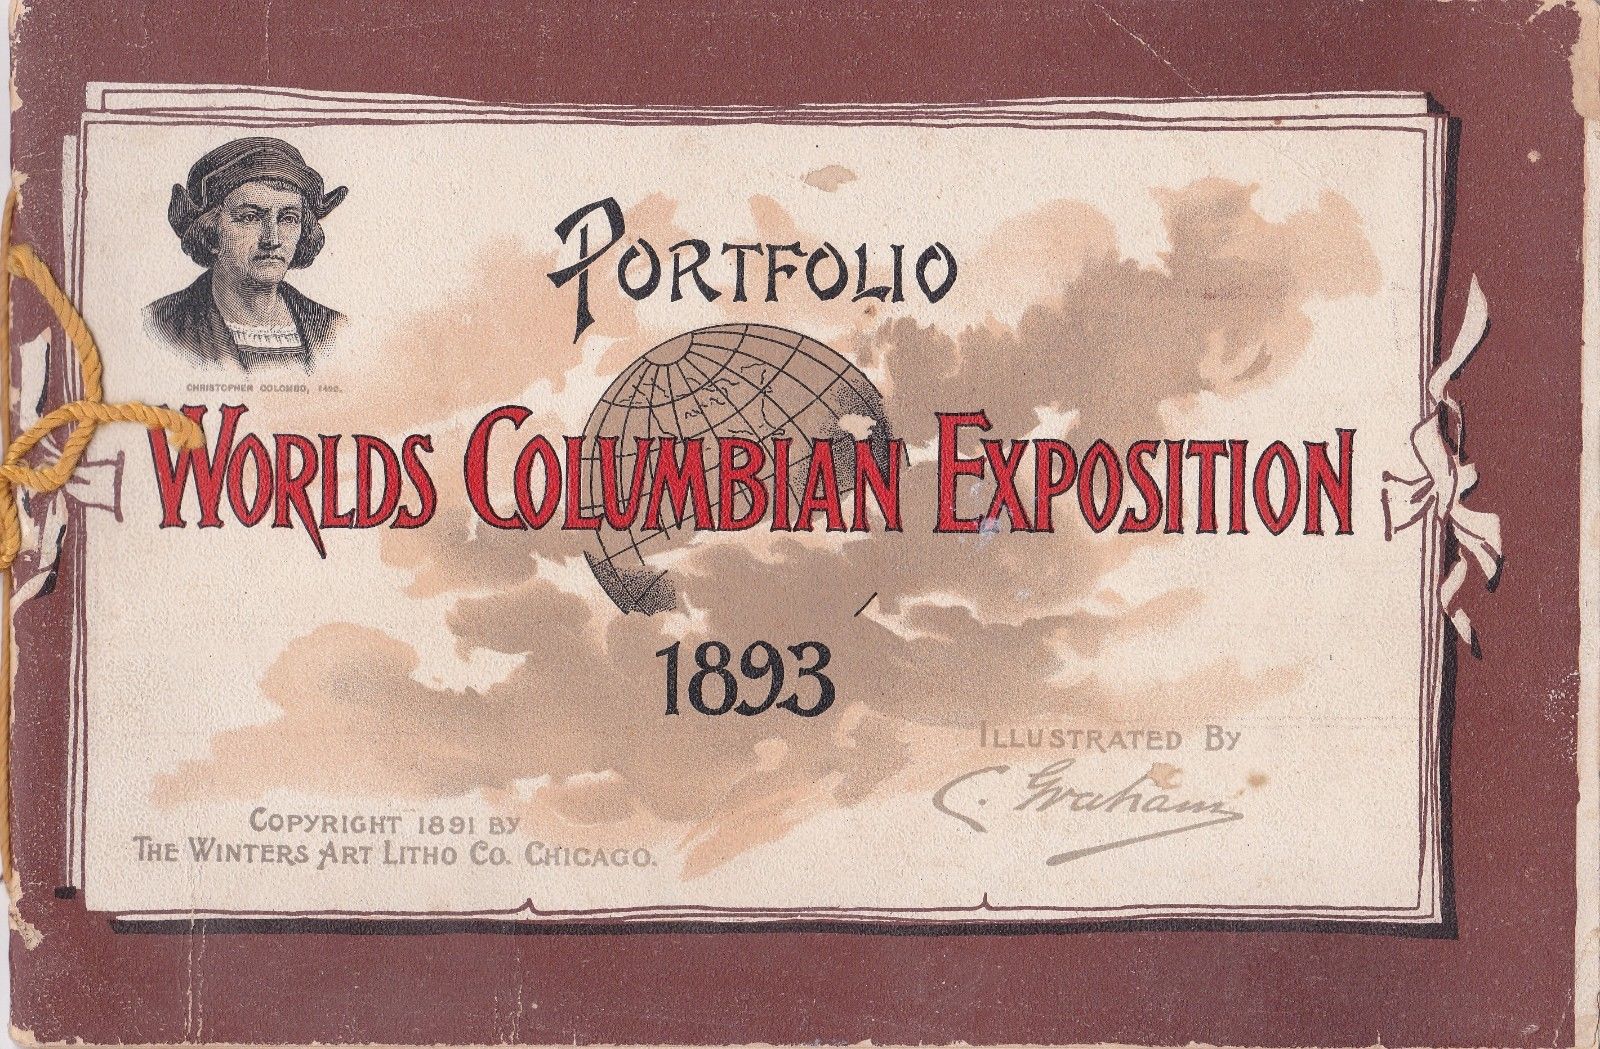 PORTFOLIO
CHRISTOPHER COLOMBO, 1492.
WORLDS COLUMBIAN EXPOSITION
1893
ILLUSTRATED BY
C. Graham
COPYRIGHT 1891 BY
THE WINTERS ART LITHO CO. CHICAGO.